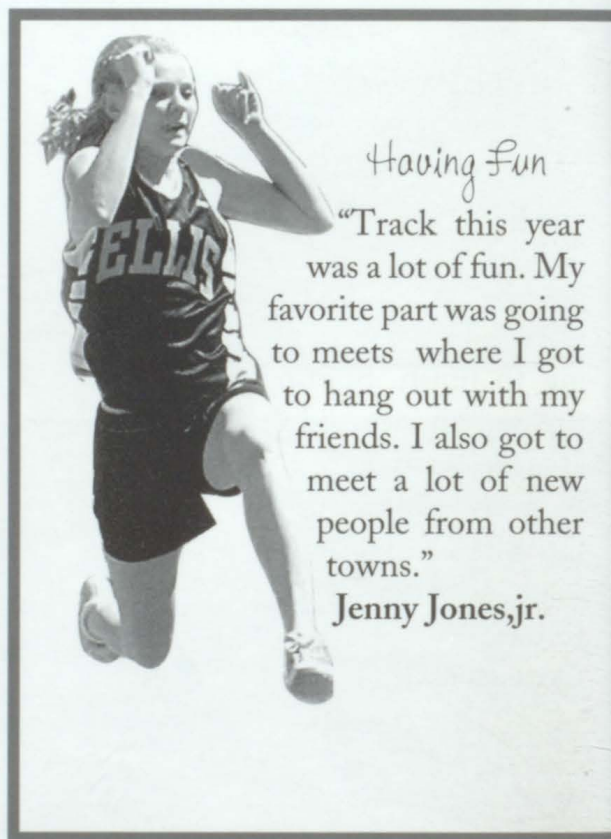 ELLIS
Having Fun
“Track this year
was a lot of fun. My
favorite part was going
to meets where I got
to hang out with my
friends. I also got to
meet a lot of new
people from other
towns.”
Jenny Jones,jr.